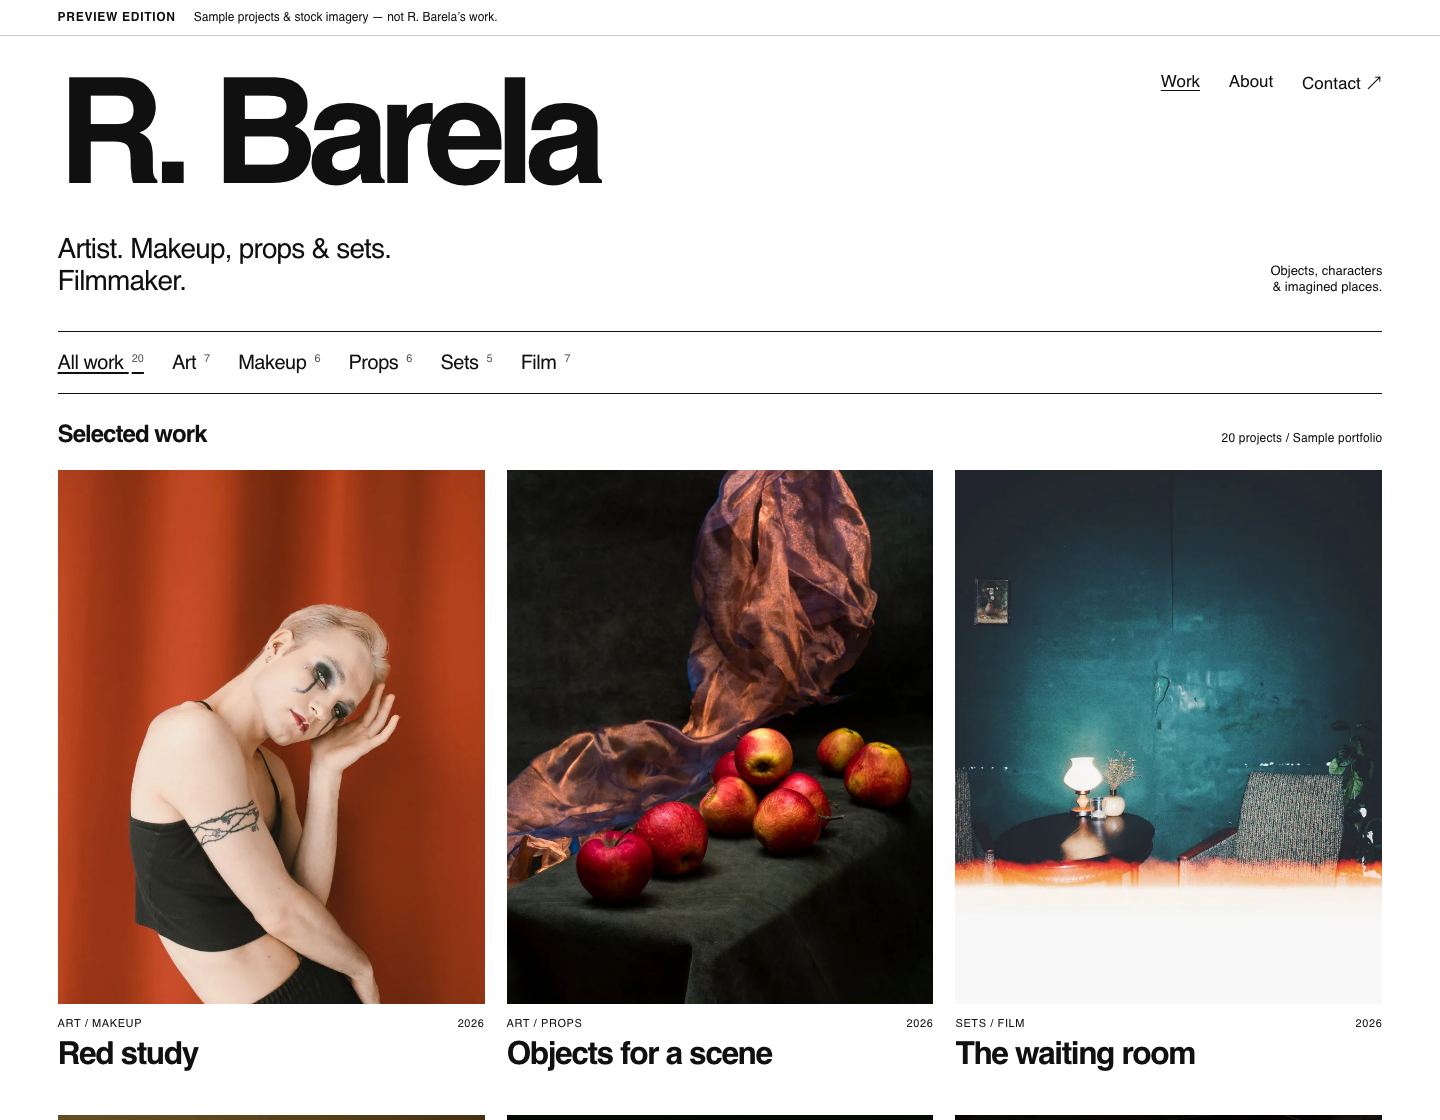 PREVIEW EDITION Sample projects & stock imagery — not R. Barela’s work.
R. Barela
Work About Contact ↗
Artist. Makeup, props & sets.
Filmmaker.
Objects, characters
& imagined places.
All work 20 Art 7 Makeup 6 Props 6 Sets 5 Film 7
Selected work
20 projects / Sample portfolio
ART / MAKEUP 2026
Red study
ART / PROPS 2026
Objects for a scene
SETS / FILM 2026
The waiting room